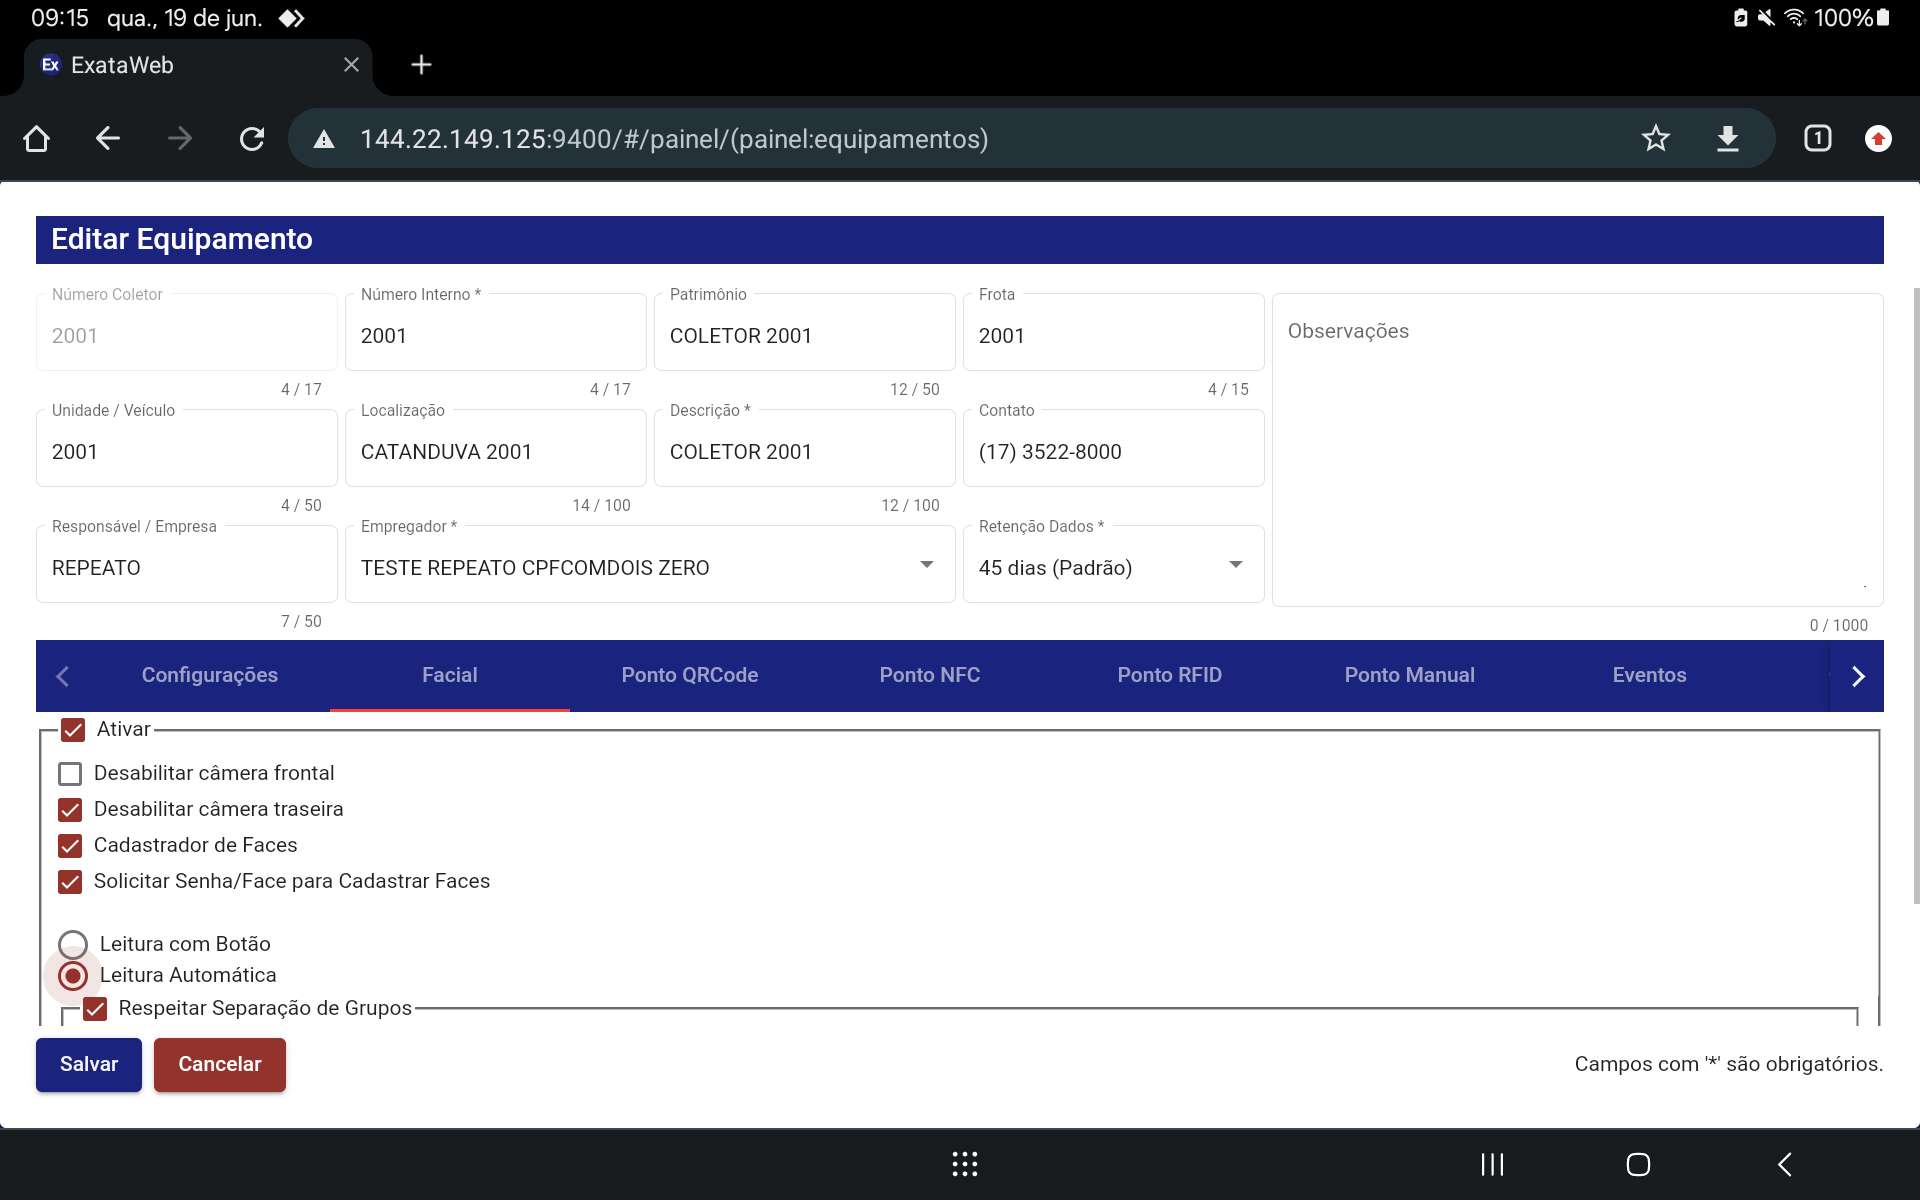 09:15 qua., 19 de jun. 100%
Ex ExataWeb
144.22.149.125:9400/#/painel/(painel:equipamentos) 1
Editar Equipamento
Número Coletor Número Interno * Patrimônio Frota
2001 2001 COLETOR 2001 2001 Observações
4 / 17 4 / 17 12 / 50 4 / 15
Unidade / Veículo Localização Descrição * Contato
2001 CATANDUVA 2001 COLETOR 2001 (17) 3522-8000
4 / 50 14 / 100 12 / 100
Responsável / Empresa Empregador * Retenção Dados *
REPEATO TESTE REPEATO CPFCOMDOIS ZERO 45 dias (Padrão)
7 / 50 0 / 1000
Configurações Facial Ponto QRCode Ponto NFC Ponto RFID Ponto Manual Eventos
Ativar
Desabilitar câmera frontal
Desabilitar câmera traseira
Cadastrador de Faces
Solicitar Senha/Face para Cadastrar Faces
Leitura com Botão
Leitura Automática
Respeitar Separação de Grupos
Salvar Cancelar Campos com '*' são obrigatórios.